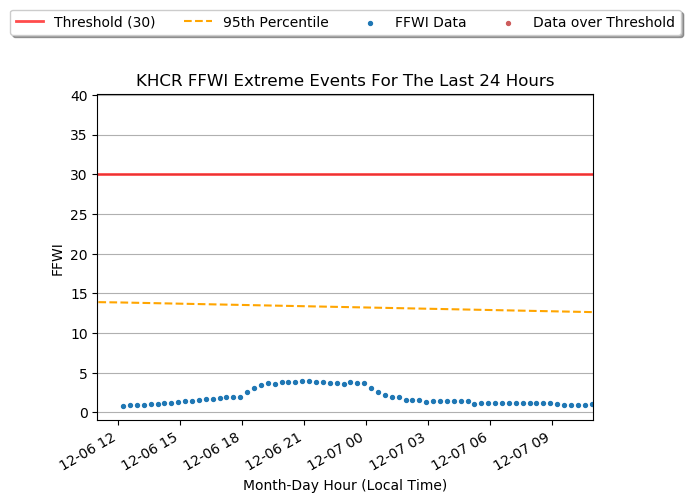 Threshold (30) 95th Percentile FFWI Data Data over Threshold
KHCR FFWI Extreme Events For The Last 24 Hours
40
35
30
25
20
15
10
5
0
FFWI
12-06 12 12-06 15 12-06 18 12-06 21 12-07 00 12-07 03 12-07 06 12-07 09
Month-Day Hour (Local Time)